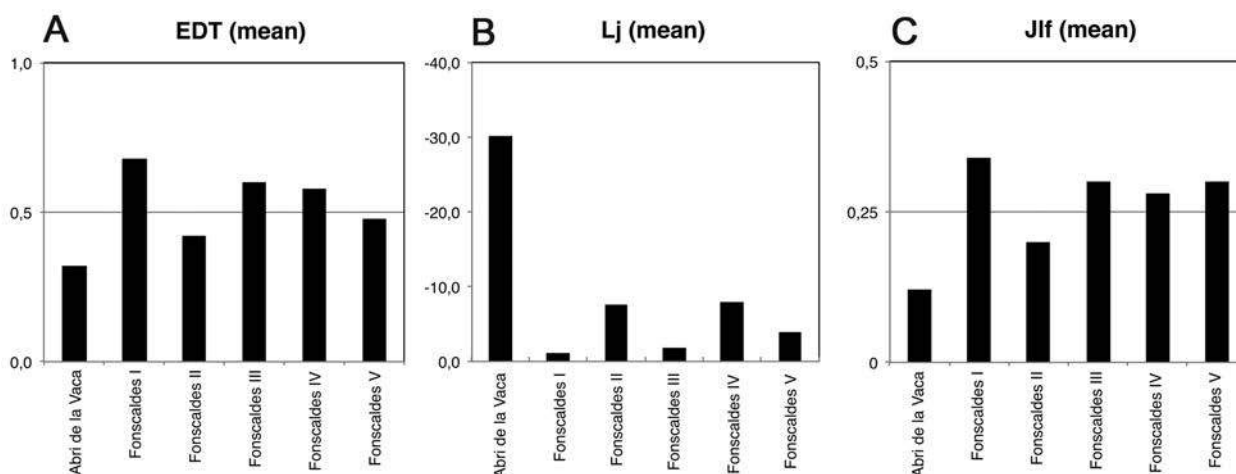 A
EDT (mean)
1,0
0,5
0,0
Abri de la Vaca
Fonscaldes I
Fonscaldes II
Fonscaldes III
Fonscaldes IV
Fonscaldes V
B
Lj (mean)
-40,0
-30,0
-20,0
-10,0
0,0
Abri de la Vaca
Fonscaldes I
Fonscaldes II
Fonscaldes III
Fonscaldes IV
Fonscaldes V
C
Jlf (mean)
0,5
0,25
0
Abri de la Vaca
Fonscaldes I
Fonscaldes II
Fonscaldes III
Fonscaldes IV
Fonscaldes V